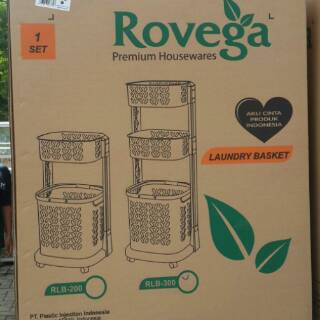 1
SET
Rovega
Premium Housewares
AKU CINTA
PRODUK
INDONESIA
LAUNDRY BASKET
RLB-200
RLB-300
PT. Plastic Injection Indonesia
Indonesia